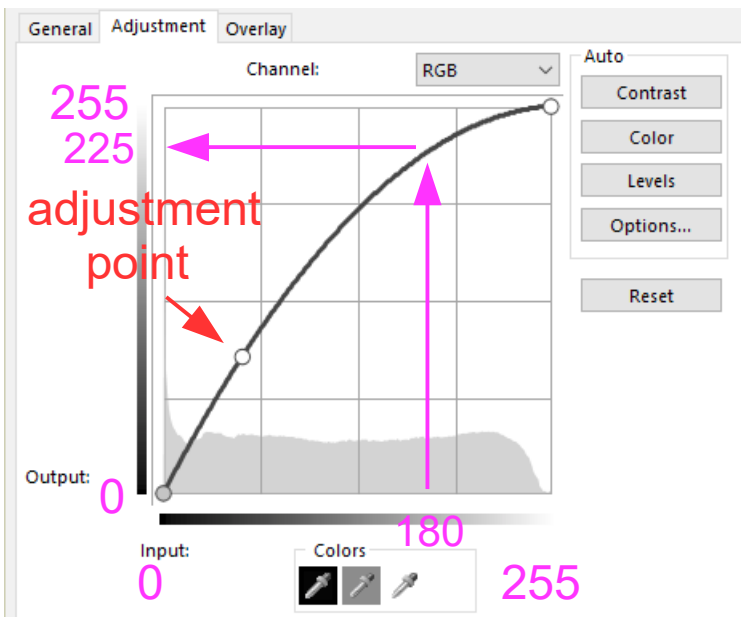 General Adjustment Overlay
Channel: RGB
Auto
Contrast
Color
Levels
Options...
Reset
255
225
adjustment
point
Output:
0
180
Input:
Colors
0
255